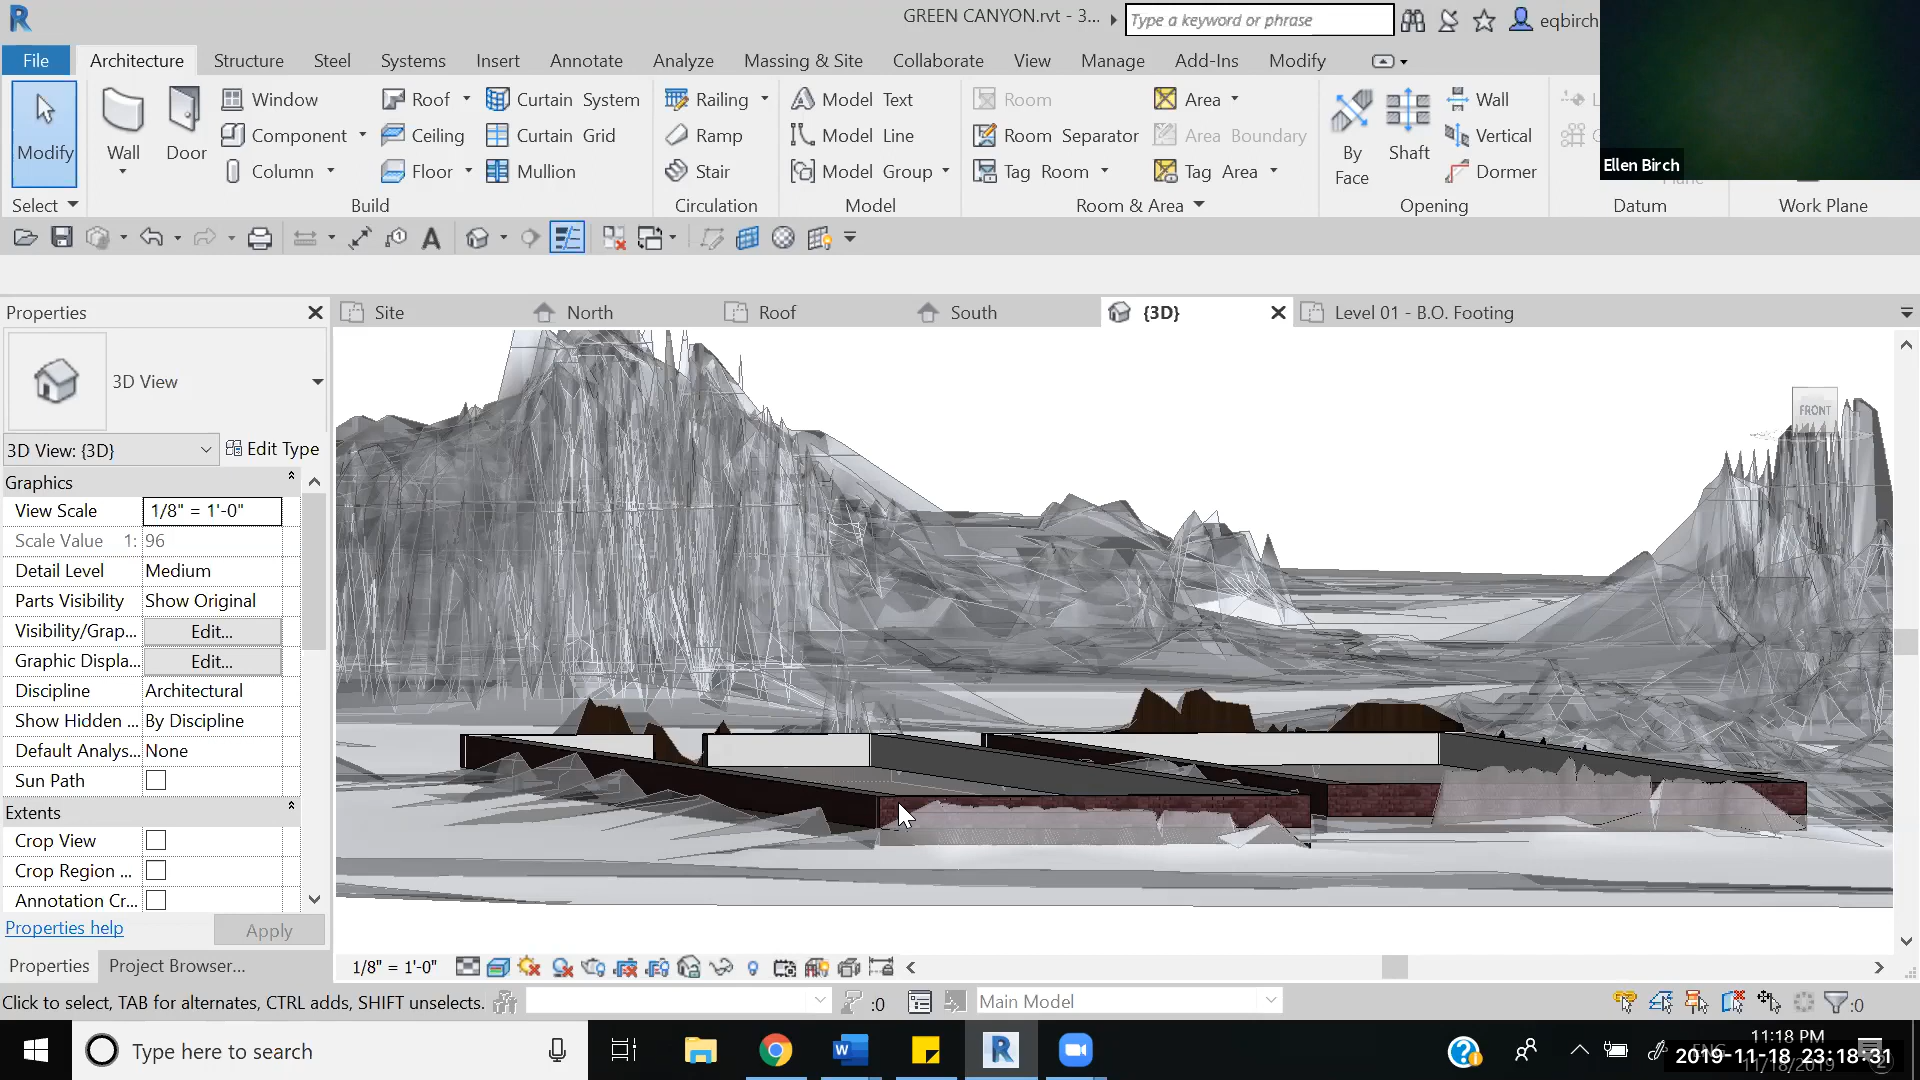 GREEN CANYON.rvt - 3...
Type a keyword or phrase
eqbirch
File Architecture Structure Steel Systems Insert Annotate Analyze Massing & Site Collaborate View Manage Add-Ins Modify
Modify
Wall
Door
Window
Component
Column
Roof
Ceiling
Floor
Curtain System
Curtain Grid
Mullion
Railing
Ramp
Stair
Model Text
Model Line
Model Group
Room
Room Separator
Tag Room
Area
Area Boundary
Tag Area
By
Face
Shaft
Wall
Vertical
Dormer
Ellen Birch
Select
Build
Circulation
Model
Room & Area
Opening
Datum
Work Plane
Properties
Site
North
Roof
South
{3D}
Level 01 - B.O. Footing
3D View
3D View: {3D}
Edit Type
Graphics
View Scale 1/8" = 1'-0"
Scale Value 1: 96
Detail Level Medium
Parts Visibility Show Original
Visibility/Grap... Edit...
Graphic Displa... Edit...
Discipline Architectural
Show Hidden ... By Discipline
Default Analys... None
Sun Path
Extents
Crop View
Crop Region ...
Annotation Cr...
Properties help
Apply
Properties Project Browser...
FRONT
1/8" = 1'-0"
Click to select, TAB for alternates, CTRL adds, SHIFT unselects.
:0
Main Model
:0
Type here to search
11:18 PM
2019-11-18 23:18:31
11/18/2019